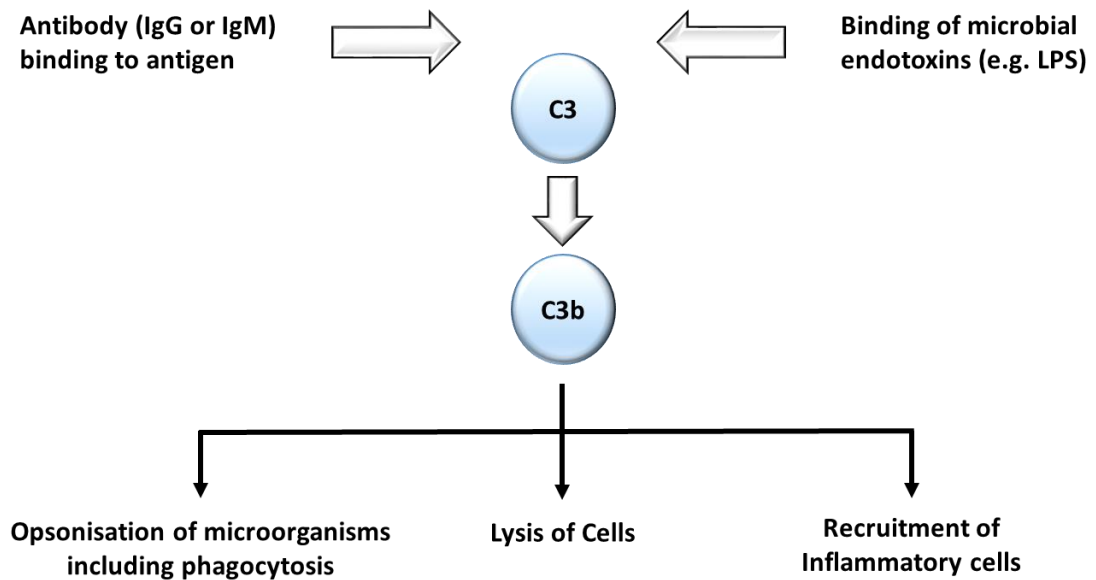 Antibody (IgG or IgM)
binding to antigen
Binding of microbial
endotoxins (e.g. LPS)
C3
C3b
Opsonisation of microorganisms
including phagocytosis
Lysis of Cells
Recruitment of
Inflammatory cells